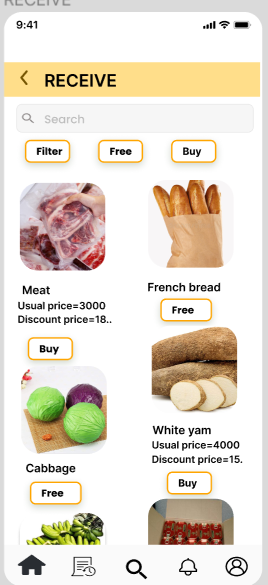 RECEIVE
9:41
RECEIVE
Search
Filter
Free
Buy
Meat
Usual price=3000
Discount price=18..
Buy
French bread
Free
Cabbage
Free
White yam
Usual price=4000
Discount price=15.
Buy